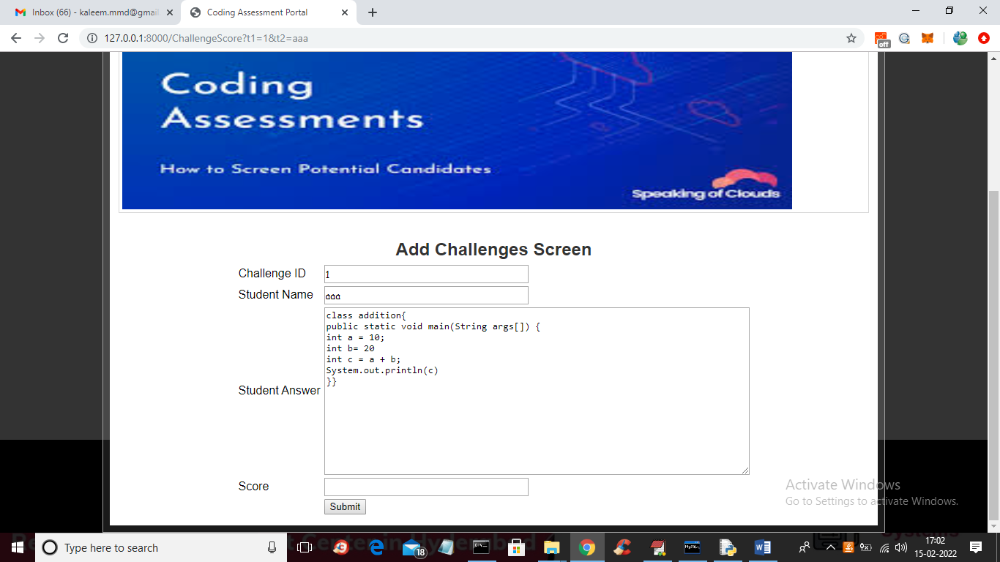 Inbox (66) - kaleem.mmd@gmail
Coding Assessment Portal
127.0.0.1:8000/ChallengeScore?t1=1&t2=aaa
off
Coding
Assessments
How to Screen Potential Candidates
Speaking of Clouds
Add Challenges Screen
Challenge ID
1
Student Name
aaa
Student Answer
class addition{
public static void main(String args[]) {
int a = 10;
int b= 20
int c = a + b;
System.out.println(c)
}}
Score
Submit
Activate Windows
Go to Settings to activate Windows.
Type here to search
18
MySQL
17:02
15-02-2022